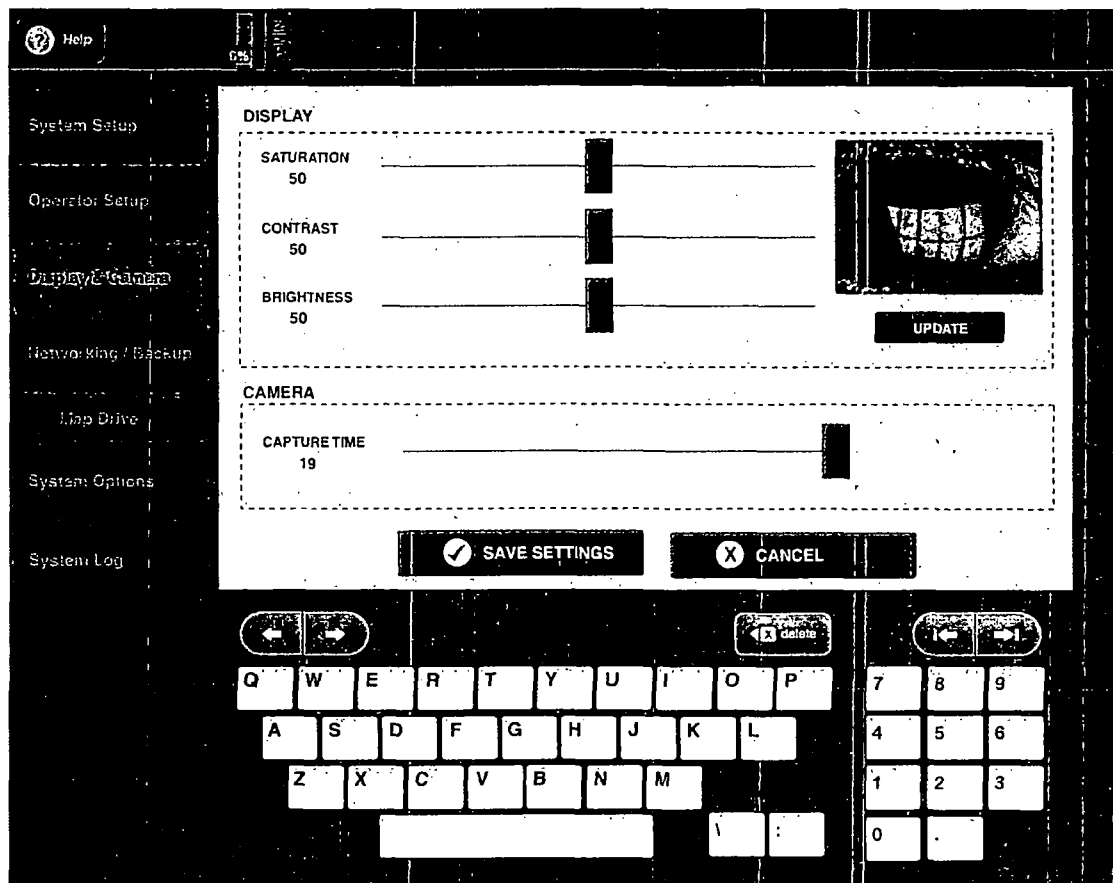 Help
0%
System Setup
Operator Setup
Display & Camera
Networking / Backup
Map Drive
System Options
System Log
DISPLAY
SATURATION
50
CONTRAST
50
BRIGHTNESS
50
UPDATE
CAMERA
CAPTURE TIME
19
SAVE SETTINGS
X CANCEL
X delete
Q W E R T Y U I O P
7 8 9
A S D F G H J K L
4 5 6
Z X C V B N M
1 2 3
\ :
0 .